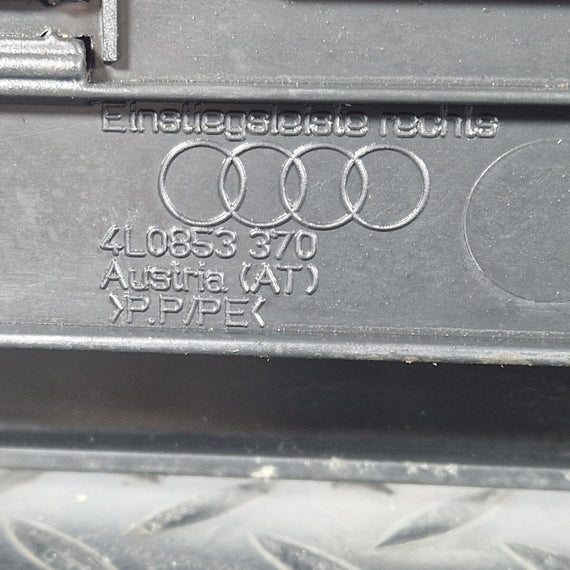 Einstiegsleiste rechts
4L0853 370
Austria (AT)
>P.P/PE<